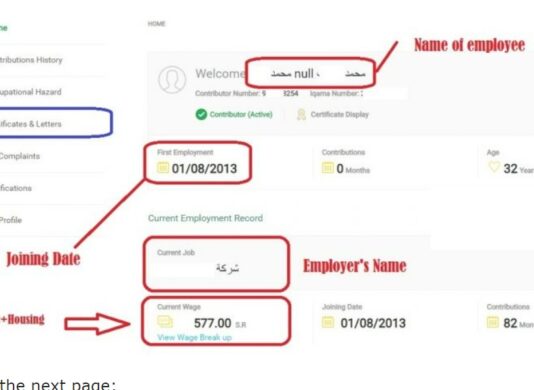 me
HOME
Name of employee
tributions History
Welcome محمد null ، محمد
upational Hazard
Contributor Number: 9 8254 Iqama Number:
Contributor (Active) Certificate Display
ificates & Letters
First Employment Contributions Age
Complaints
01/08/2013 0 Months 32 Year
ifications
Profile
Current Employment Record
Joining Date
Current Job
شركة
Employer's Name
Current Wage Joining Date Contributions
+Housing
577.00 S.R 01/08/2013 82 Mon
View Wage Break up
the next page: